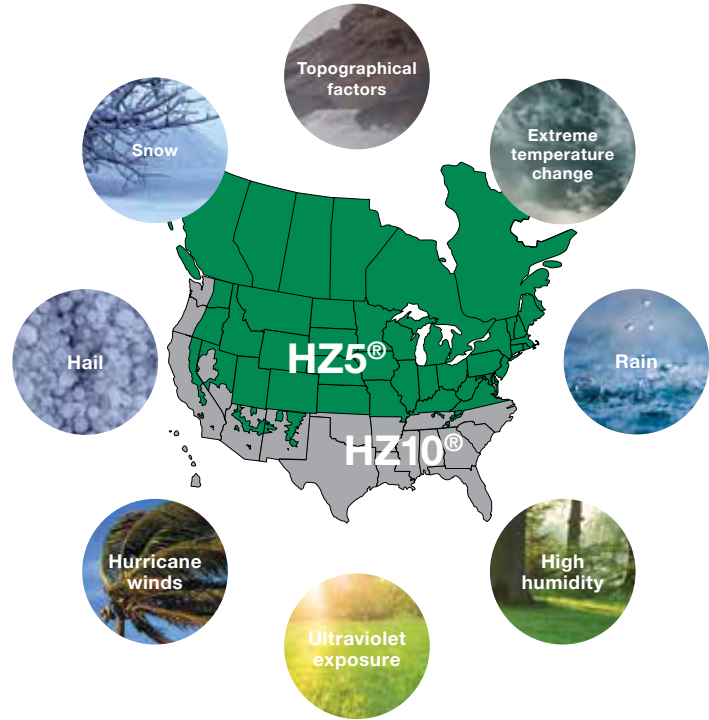 Topographical
factors
Snow
Extreme
temperature
change
HZ5®
Hail
Rain
HZ10®
Hurricane
winds
High
humidity
Ultraviolet
exposure